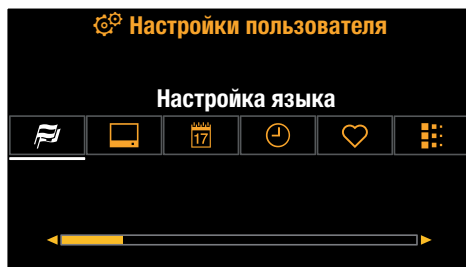 Настройки пользователя
Настройка языка
17